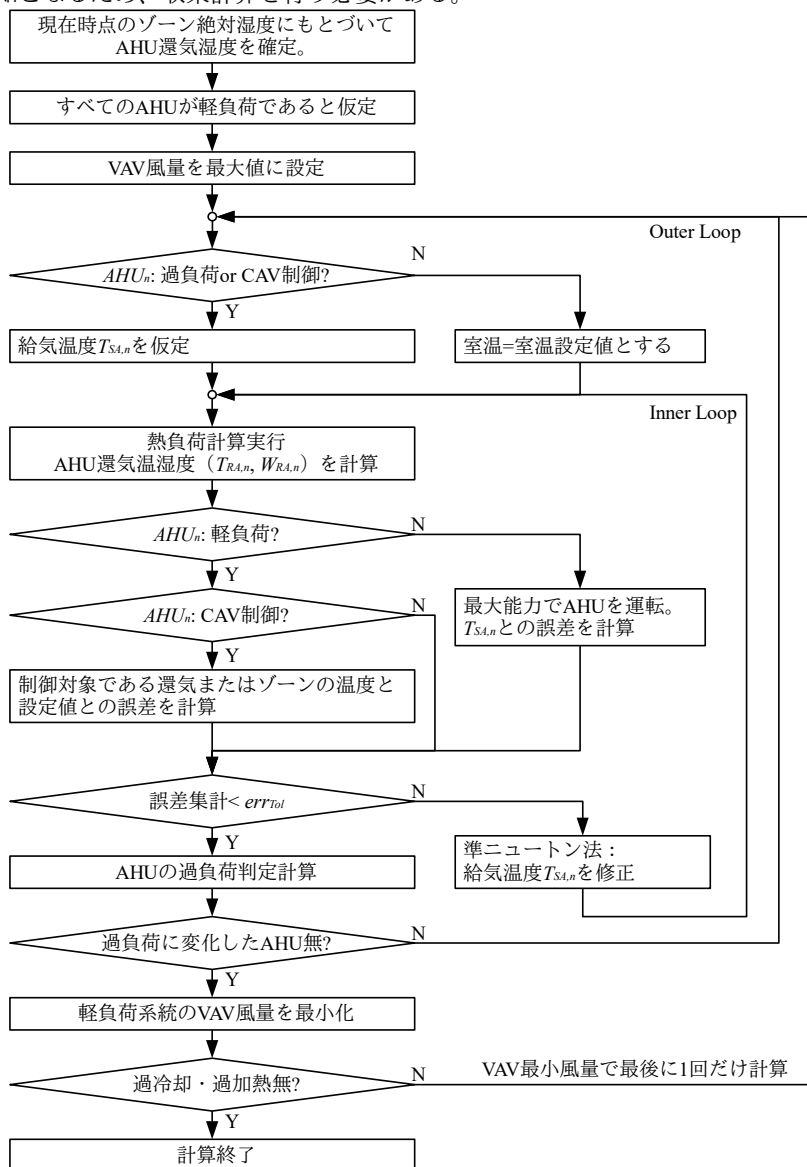 現在時点のゾーン絶対湿度にもとづいて
AHU還気湿度を確定。
すべてのAHUが軽負荷であると仮定
VAV風量を最大値に設定
Outer Loop
AHUn: 過負荷or CAV制御?
N
Y
給気温度TSA,nを仮定
室温=室温設定値とする
Inner Loop
熱負荷計算実行
AHU還気温湿度（TRA,n, WRA,n）を計算
AHUn: 軽負荷?
N
Y
AHUn: CAV制御?
N
Y
最大能力でAHUを運転。
TSA,nとの誤差を計算
制御対象である還気またはゾーンの温度と
設定値との誤差を計算
誤差集計< errTol
N
Y
準ニュートン法：
給気温度TSA,nを修正
AHUの過負荷判定計算
過負荷に変化したAHU無?
N
Y
軽負荷系統のVAV風量を最小化
過冷却・過加熱無?
N
VAV最小風量で最後に1回だけ計算
Y
計算終了